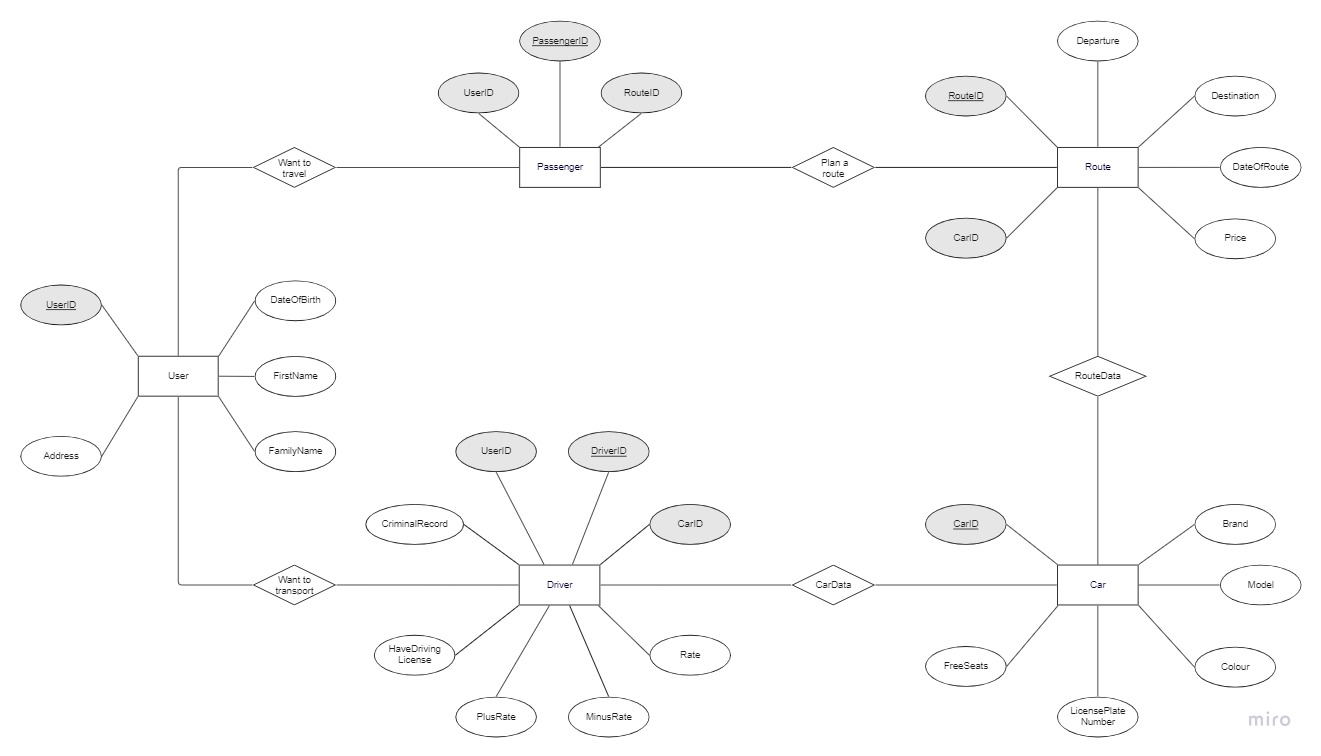 PassengerID
Departure
UserID
RouteID
RouteID
Destination
Want to
travel
Passenger
Plan a
route
Route
DateOfRoute
CarID
Price
UserID
DateOfBirth
User
FirstName
RouteData
Address
FamilyName
UserID
DriverID
CriminalRecord
CarID
CarID
Brand
Want to
transport
Driver
CarData
Car
Model
HaveDriving
License
Rate
FreeSeats
Colour
PlusRate
MinusRate
LicensePlate
Number
miro